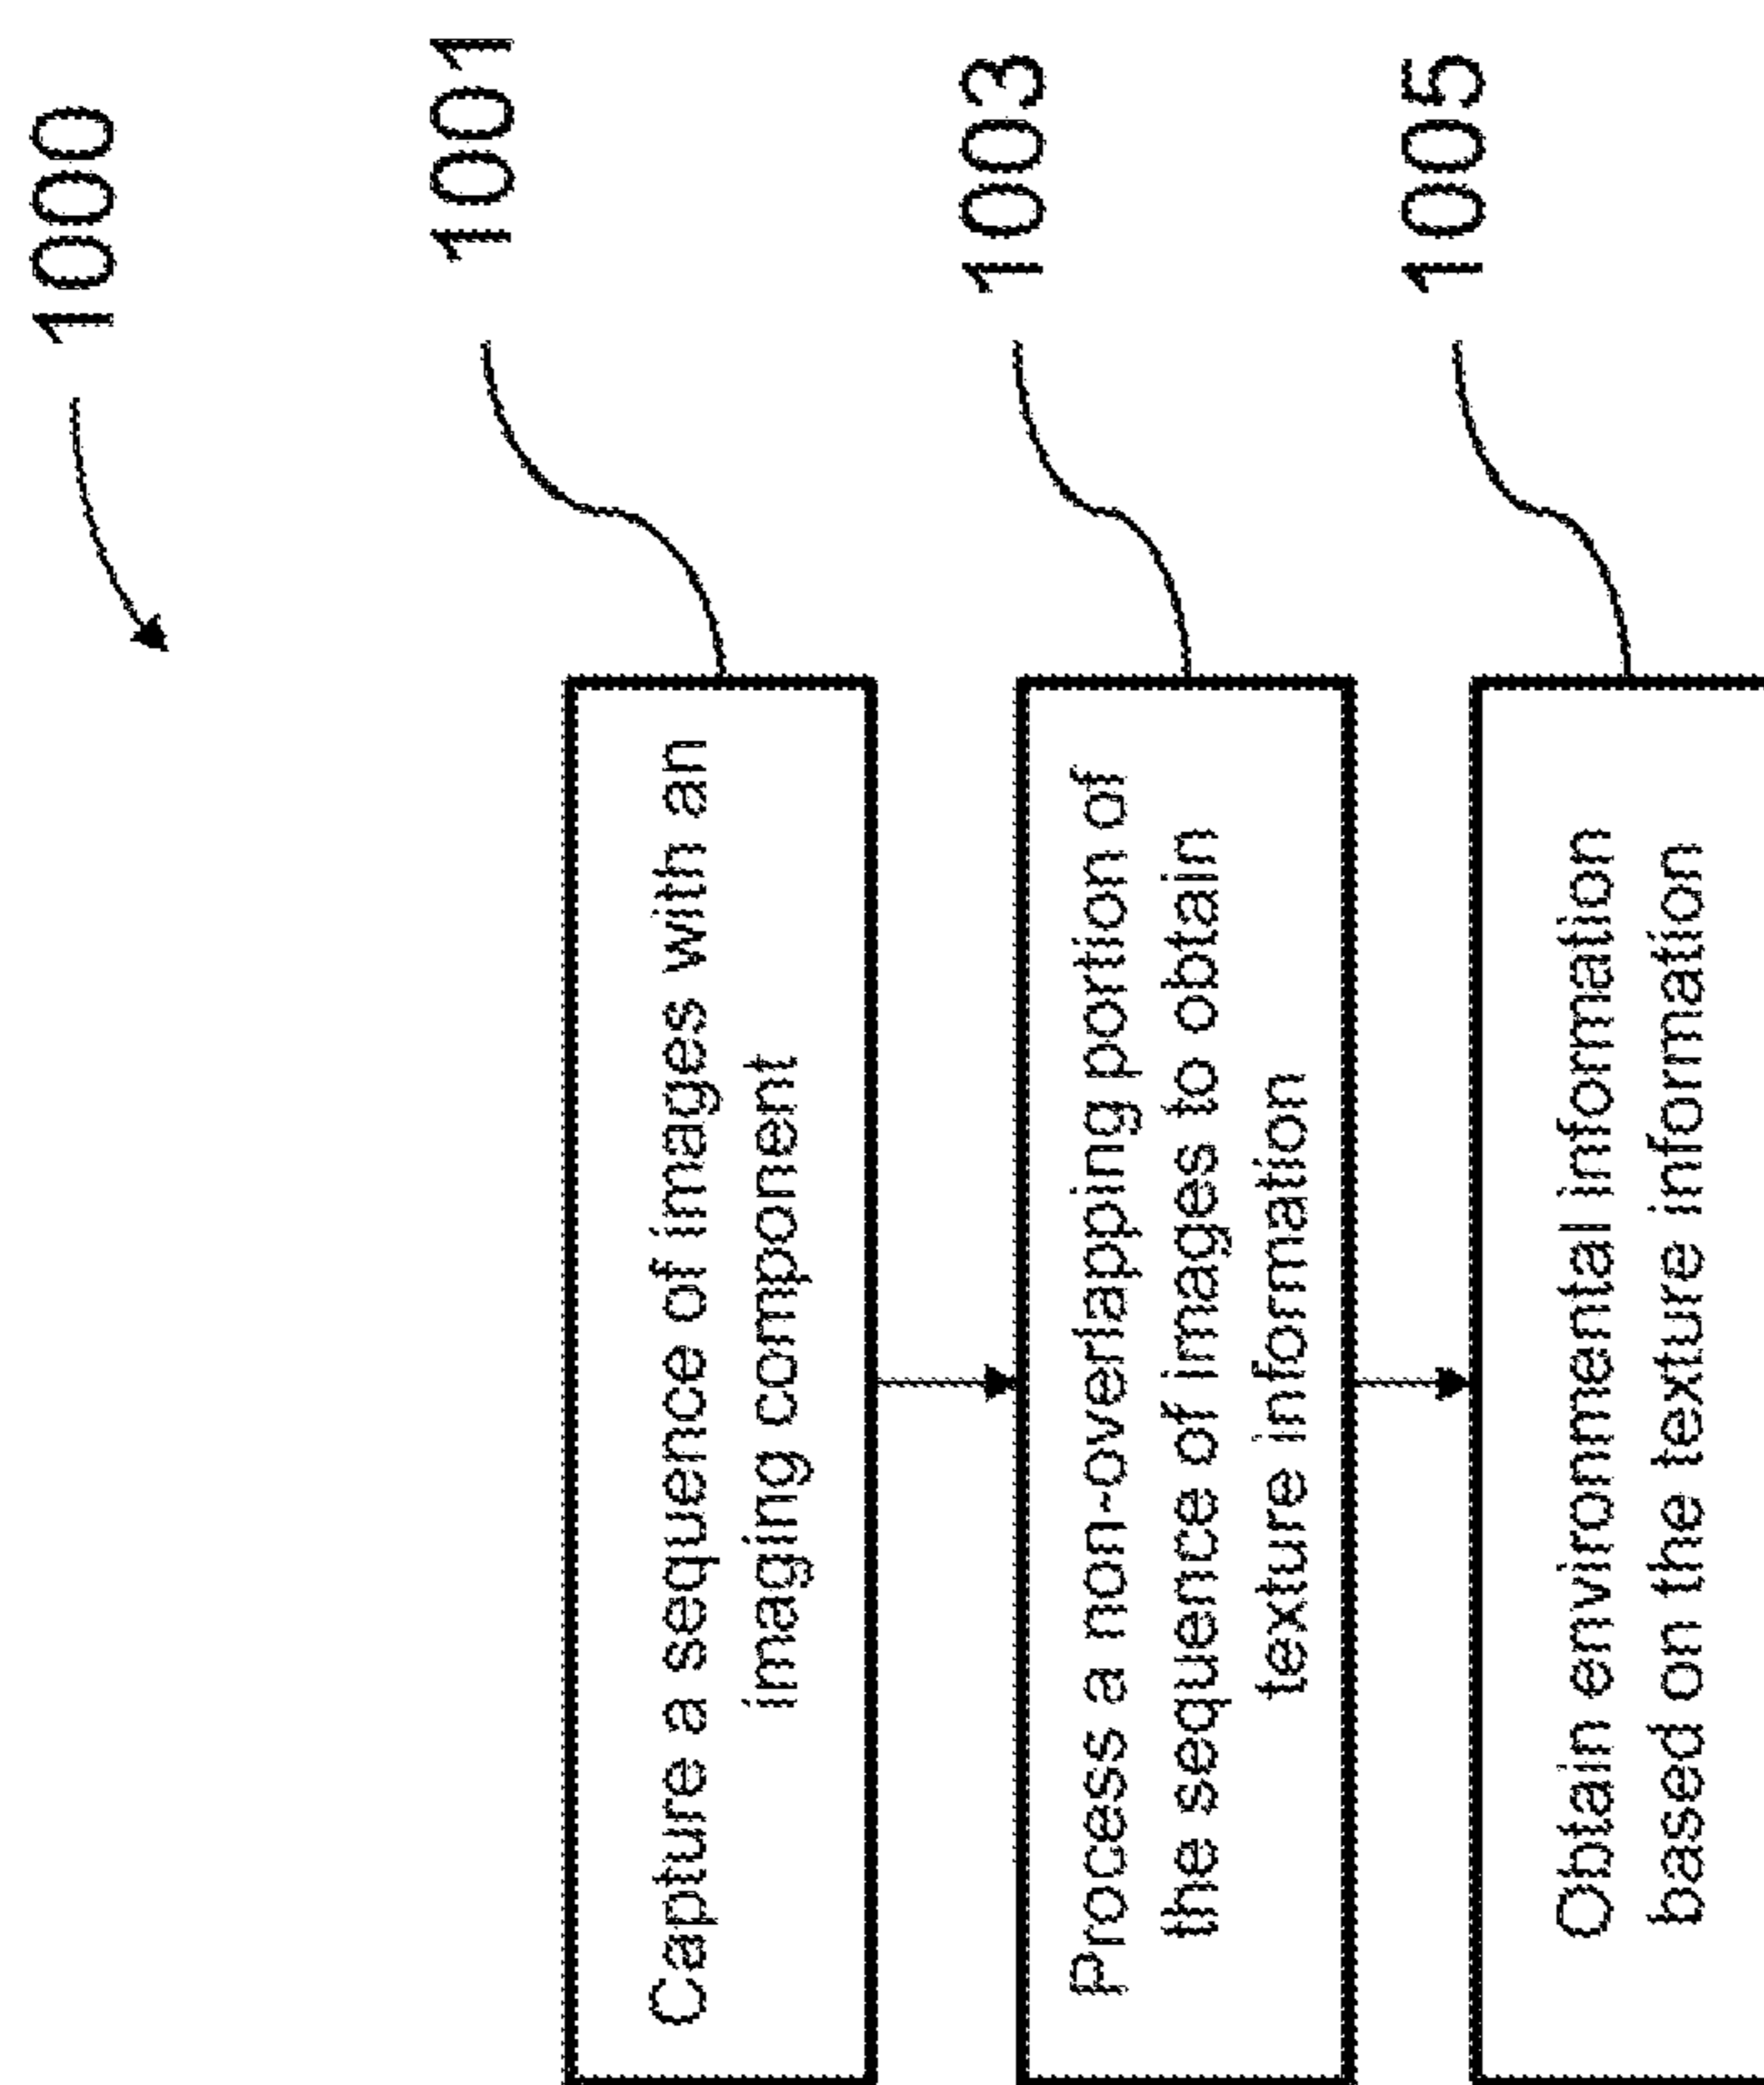 1000
1001
Capture a sequence of images with an
imaging component
1003
Process a non-overlapping portion of
the sequence of images to obtain
texture information
1005
Obtain environmental information
based on the texture information